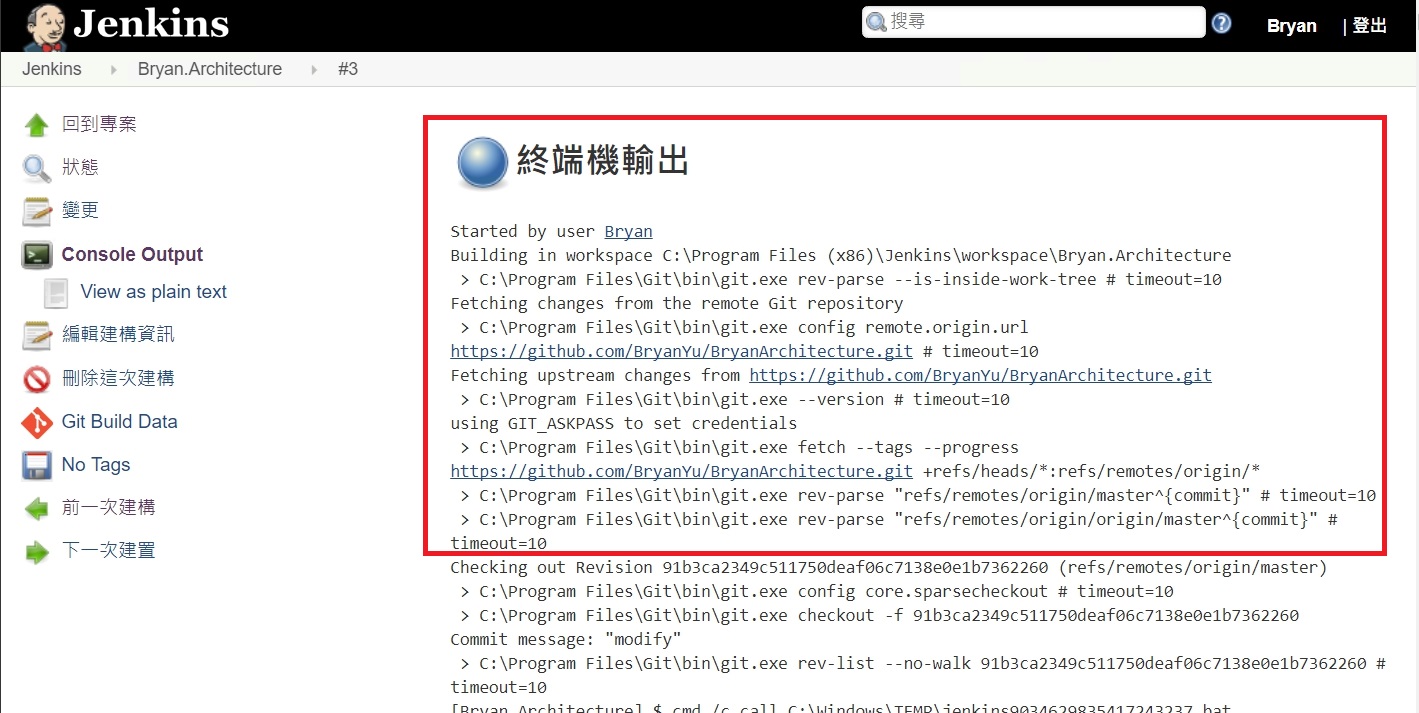 Jenkins
搜尋
Bryan
| 登出
Jenkins
Bryan.Architecture
#3
回到專案
狀態
變更
Console Output
View as plain text
編輯建構資訊
刪除這次建構
Git Build Data
No Tags
前一次建構
下一次建置
終端機輸出
Started by user Bryan
Building in workspace C:\Program Files (x86)\Jenkins\workspace\Bryan.Architecture
> C:\Program Files\Git\bin\git.exe rev-parse --is-inside-work-tree # timeout=10
Fetching changes from the remote Git repository
> C:\Program Files\Git\bin\git.exe config remote.origin.url
https://github.com/BryanYu/BryanArchitecture.git # timeout=10
Fetching upstream changes from https://github.com/BryanYu/BryanArchitecture.git
> C:\Program Files\Git\bin\git.exe --version # timeout=10
using GIT_ASKPASS to set credentials
> C:\Program Files\Git\bin\git.exe fetch --tags --progress
https://github.com/BryanYu/BryanArchitecture.git +refs/heads/*:refs/remotes/origin/*
> C:\Program Files\Git\bin\git.exe rev-parse "refs/remotes/origin/master^{commit}" # timeout=10
> C:\Program Files\Git\bin\git.exe rev-parse "refs/remotes/origin/origin/master^{commit}" #
timeout=10
Checking out Revision 91b3ca2349c511750deaf06c7138e0e1b7362260 (refs/remotes/origin/master)
> C:\Program Files\Git\bin\git.exe config core.sparsecheckout # timeout=10
> C:\Program Files\Git\bin\git.exe checkout -f 91b3ca2349c511750deaf06c7138e0e1b7362260
Commit message: "modify"
> C:\Program Files\Git\bin\git.exe rev-list --no-walk 91b3ca2349c511750deaf06c7138e0e1b7362260 #
timeout=10
[Bryan.Architecture] $ cmd /c call C:\Windows\TEMP\jenkins9034629835417243237.bat